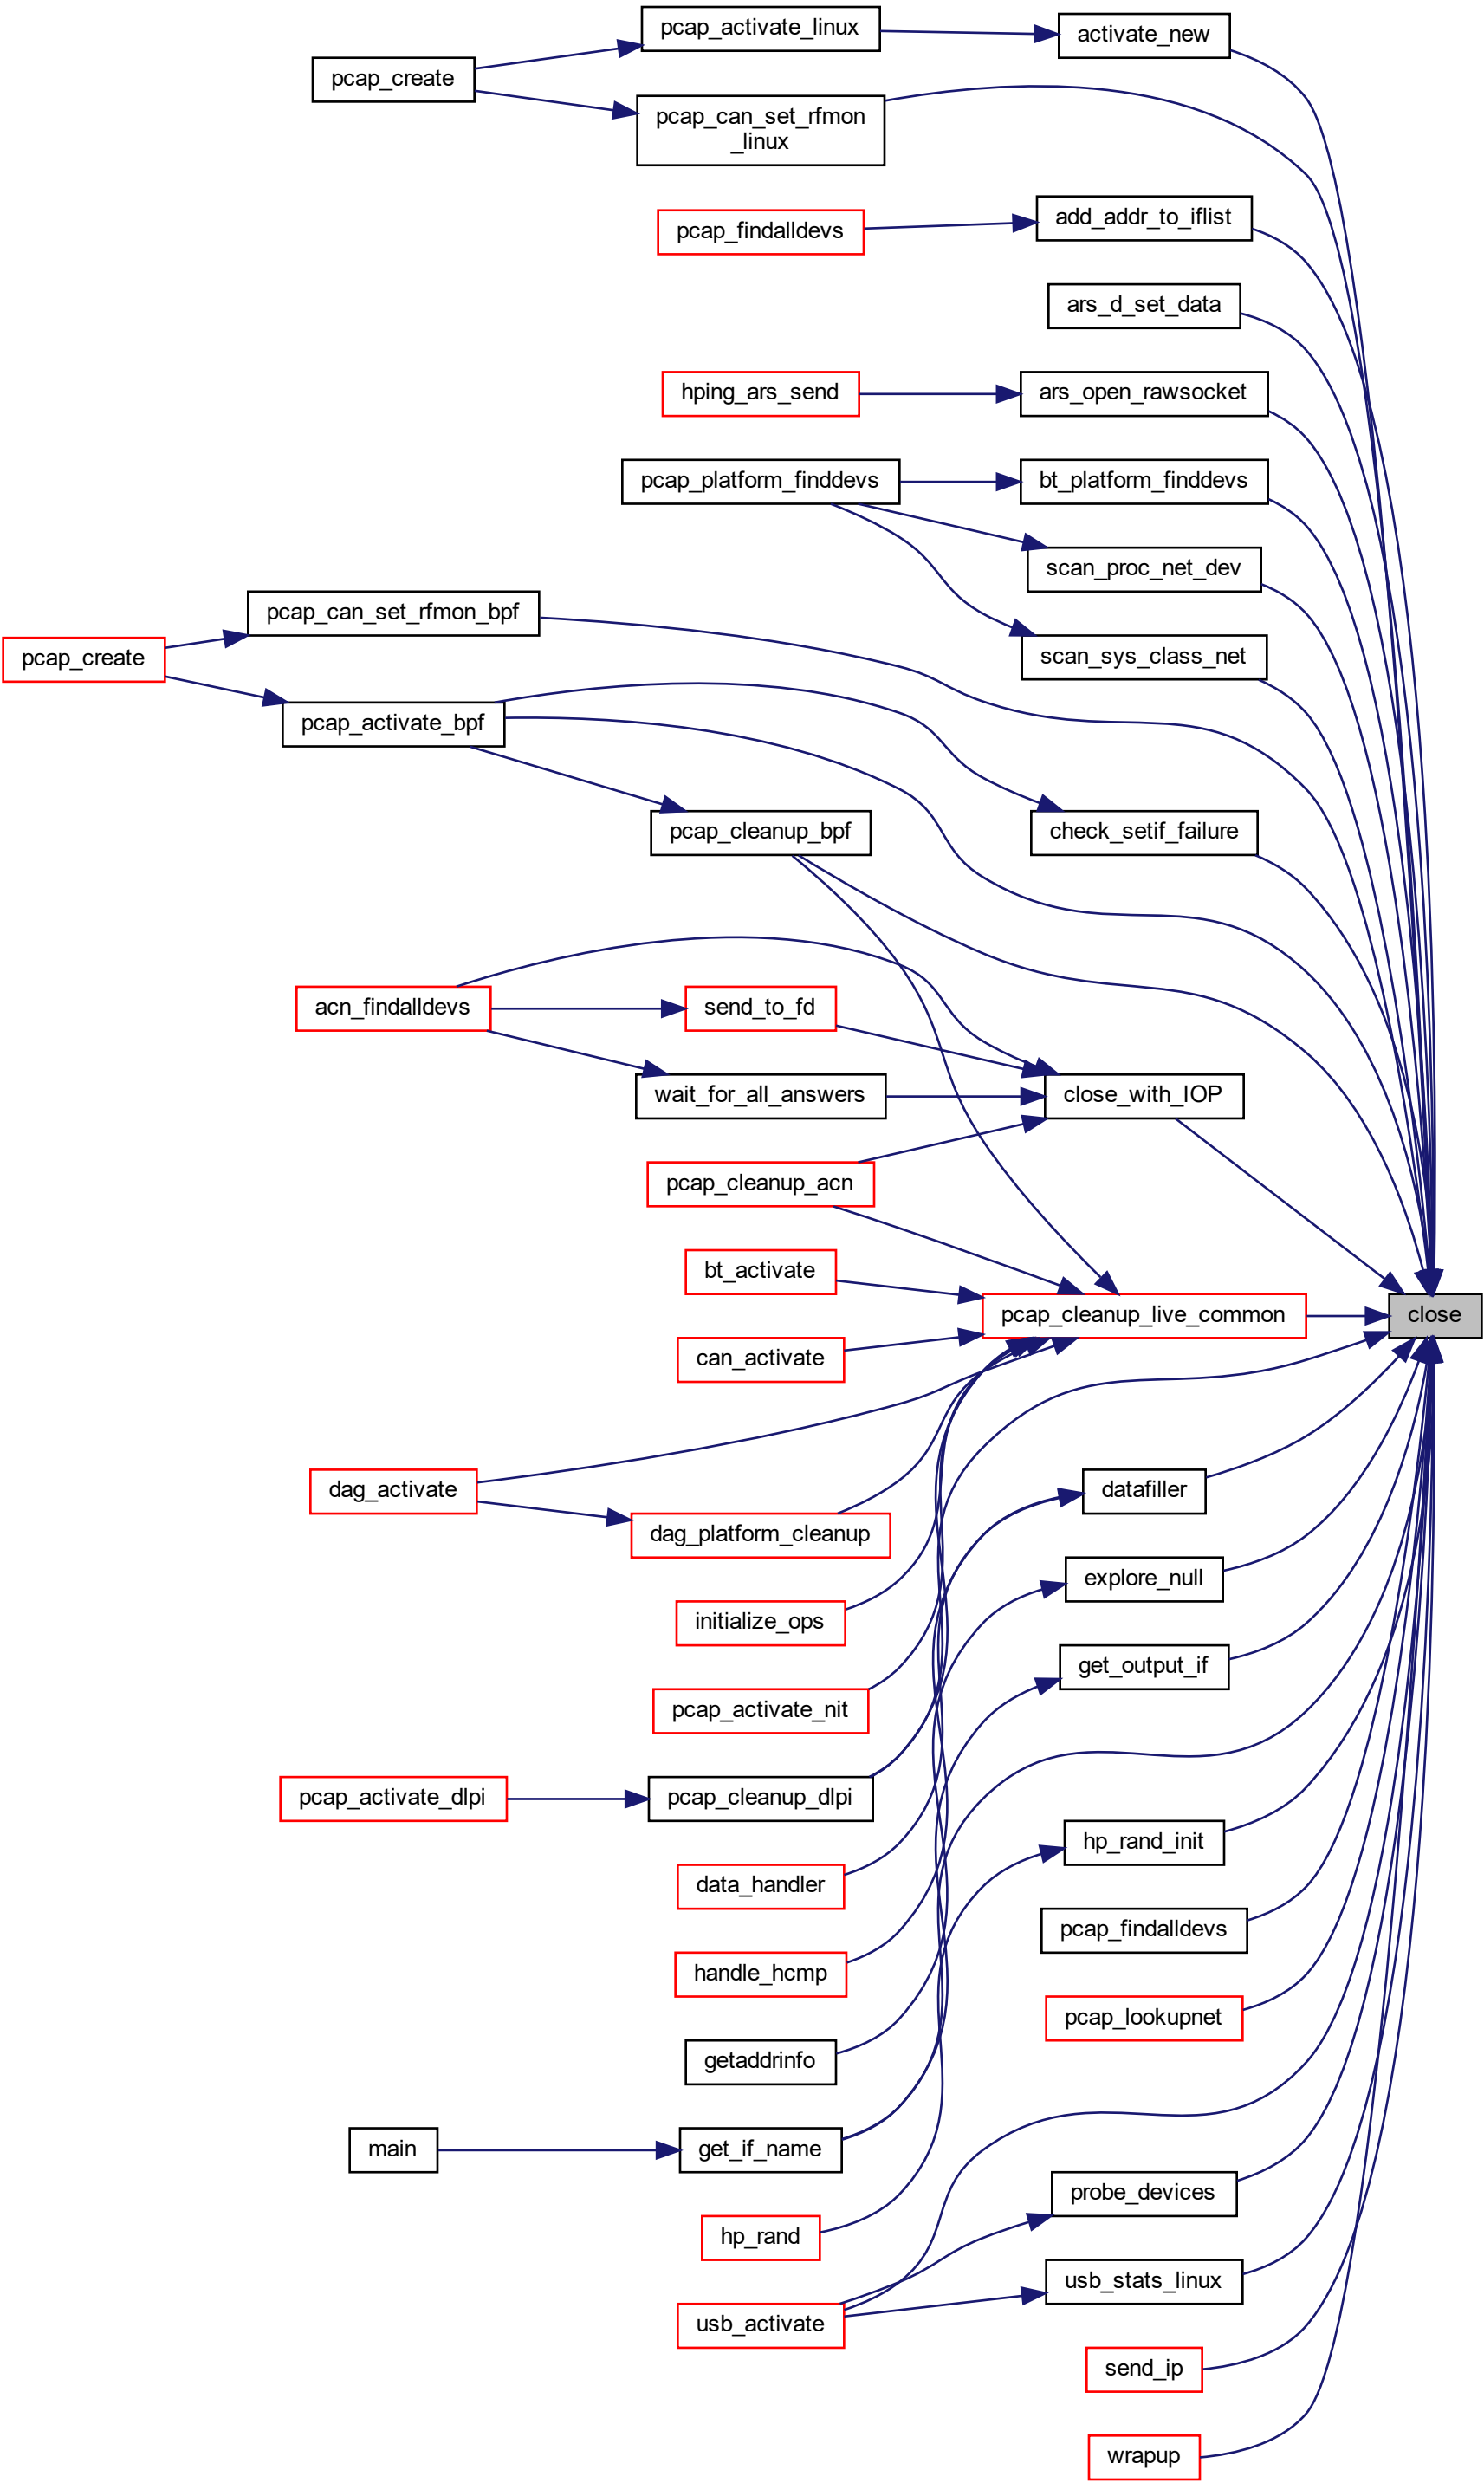 pcap_activate_linux
activate_new
pcap_create
pcap_can_set_rfmon
_linux
add_addr_to_iflist
pcap_findalldevs
ars_d_set_data
hping_ars_send
ars_open_rawsocket
pcap_platform_finddevs
bt_platform_finddevs
scan_proc_net_dev
pcap_can_set_rfmon_bpf
pcap_create
scan_sys_class_net
pcap_activate_bpf
pcap_cleanup_bpf
check_setif_failure
acn_findalldevs
send_to_fd
wait_for_all_answers
close_with_IOP
pcap_cleanup_acn
bt_activate
pcap_cleanup_live_common
close
can_activate
dag_activate
datafiller
dag_platform_cleanup
explore_null
initialize_ops
get_output_if
pcap_activate_nit
pcap_activate_dlpi
pcap_cleanup_dlpi
hp_rand_init
data_handler
pcap_findalldevs
handle_hcmp
pcap_lookupnet
getaddrinfo
main
get_if_name
probe_devices
hp_rand
usb_stats_linux
usb_activate
send_ip
wrapup